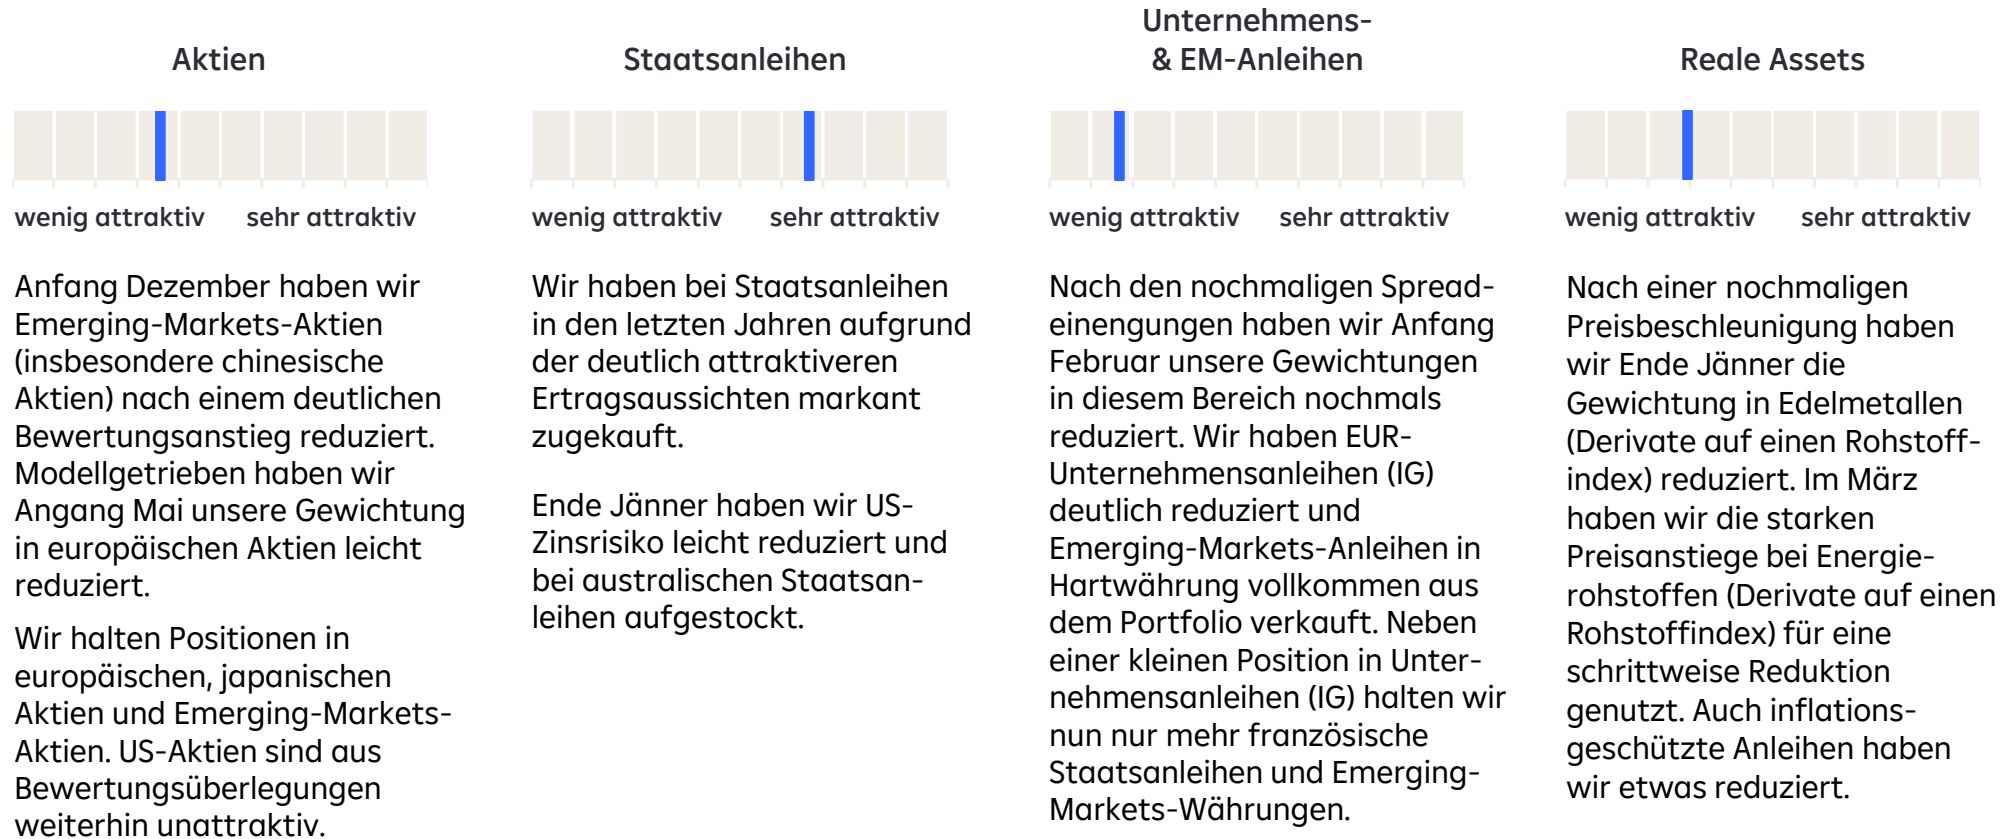 Aktien
wenig attraktiv sehr attraktiv
Anfang Dezember haben wir
Emerging-Markets-Aktien
(insbesondere chinesische
Aktien) nach einem deutlichen
Bewertungsanstieg reduziert.
Modellgetrieben haben wir
Angang Mai unsere Gewichtung
in europäischen Aktien leicht
reduziert.
Wir halten Positionen in
europäischen, japanischen
Aktien und Emerging-Markets-
Aktien. US-Aktien sind aus
Bewertungsüberlegungen
weiterhin unattraktiv.
Staatsanleihen
wenig attraktiv sehr attraktiv
Wir haben bei Staatsanleihen
in den letzten Jahren aufgrund
der deutlich attraktiveren
Ertragsaussichten markant
zugekauft.
Ende Jänner haben wir US-
Zinsrisiko leicht reduziert und
bei australischen Staatsan-
leihen aufgestockt.
Unternehmens-
& EM-Anleihen
wenig attraktiv sehr attraktiv
Nach den nochmaligen Spread-
einengungen haben wir Anfang
Februar unsere Gewichtungen
in diesem Bereich nochmals
reduziert. Wir haben EUR-
Unternehmensanleihen (IG)
deutlich reduziert und
Emerging-Markets-Anleihen in
Hartwährung vollkommen aus
dem Portfolio verkauft. Neben
einer kleinen Position in Unter-
nehmensanleihen (IG) halten wir
nun nur mehr französische
Staatsanleihen und Emerging-
Markets-Währungen.
Reale Assets
wenig attraktiv sehr attraktiv
Nach einer nochmaligen
Preisbeschleunigung haben
wir Ende Jänner die
Gewichtung in Edelmetallen
(Derivate auf einen Rohstoff-
index) reduziert. Im März
haben wir die starken
Preisanstiege bei Energie-
rohstoffen (Derivate auf einen
Rohstoffindex) für eine
schrittweise Reduktion
genutzt. Auch inflations-
geschützte Anleihen haben
wir etwas reduziert.